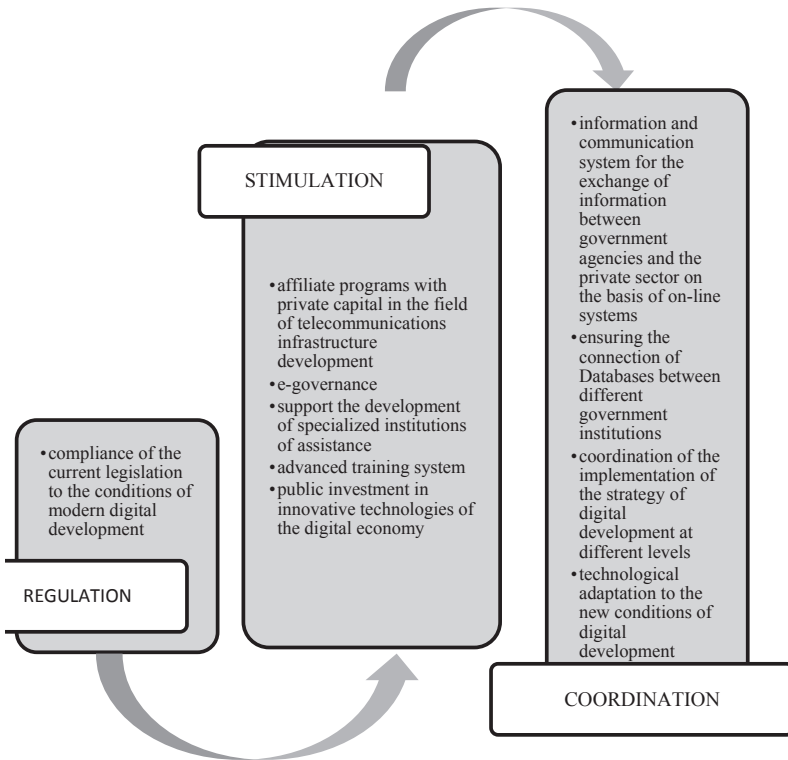 •compliance of the
current legislation
to the conditions of
modern digital
development
REGULATION
STIMULATION
•affiliate programs with
private capital in the field
of telecommunications
infrastructure
development
•e-governance
•support the development
of specialized institutions
of assistance
•advanced training system
•public investment in
innovative technologies of
the digital economy
•information and
communication
system for the
exchange of
information
between
government
agencies and the
private sector on
the basis of on-line
systems
•ensuring the
connection of
Databases between
different
government
institutions
•coordination of the
implementation of
the strategy of
digital
development at
different levels
•technological
adaptation to the
new conditions of
digital
development
COORDINATION